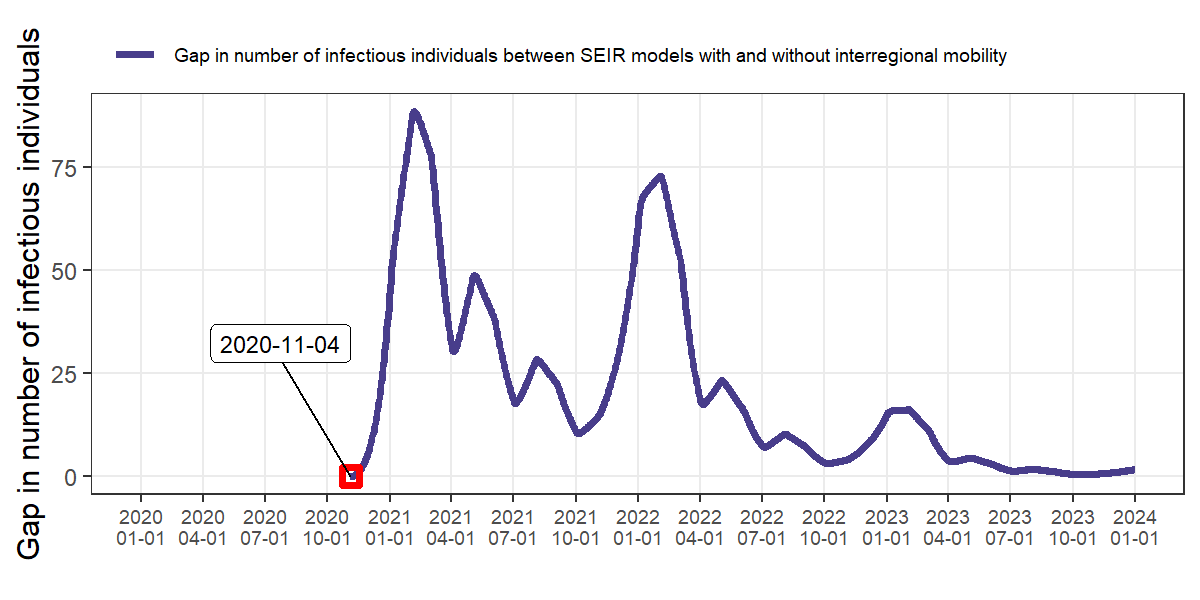 Gap in number of infectious individuals between SEIR models with and without interregional mobility
Gap in number of infectious individuals
75
50
25
0
2020-11-04
2020 2020 2020 2020 2021 2021 2021 2021 2022 2022 2022 2022 2023 2023 2023 2023 2024
01-01 04-01 07-01 10-01 01-01 04-01 07-01 10-01 01-01 04-01 07-01 10-01 01-01 04-01 07-01 10-01 01-01